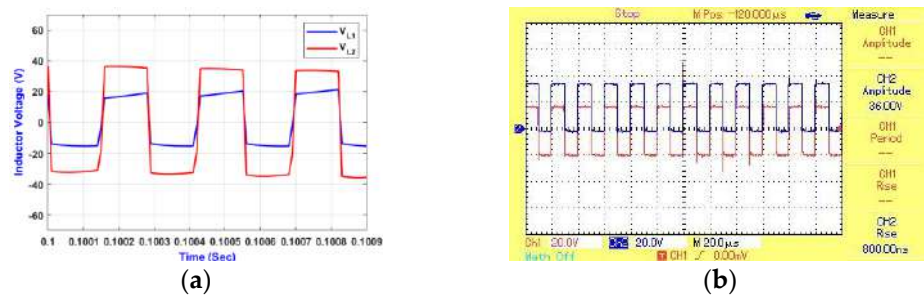 V_L1
V_L2
60
40
20
0
-20
-40
-60
Inductor Voltage (V)
0.1 0.1001 0.1002 0.1003 0.1004 0.1005 0.1006 0.1007 0.1008 0.1009
Time (Sec)
(a)
Stop M Pos: -120.000µs Measure
CH1
Amplitude
--
CH2
Amplitude
36.00V
CH1
Period
--
CH1
Rise
--
CH2
Rise
800.00ns
Ch1 20.0V Ch2 20.0V M 20.0µs
Math Off T CH1 0.00mV
(b)